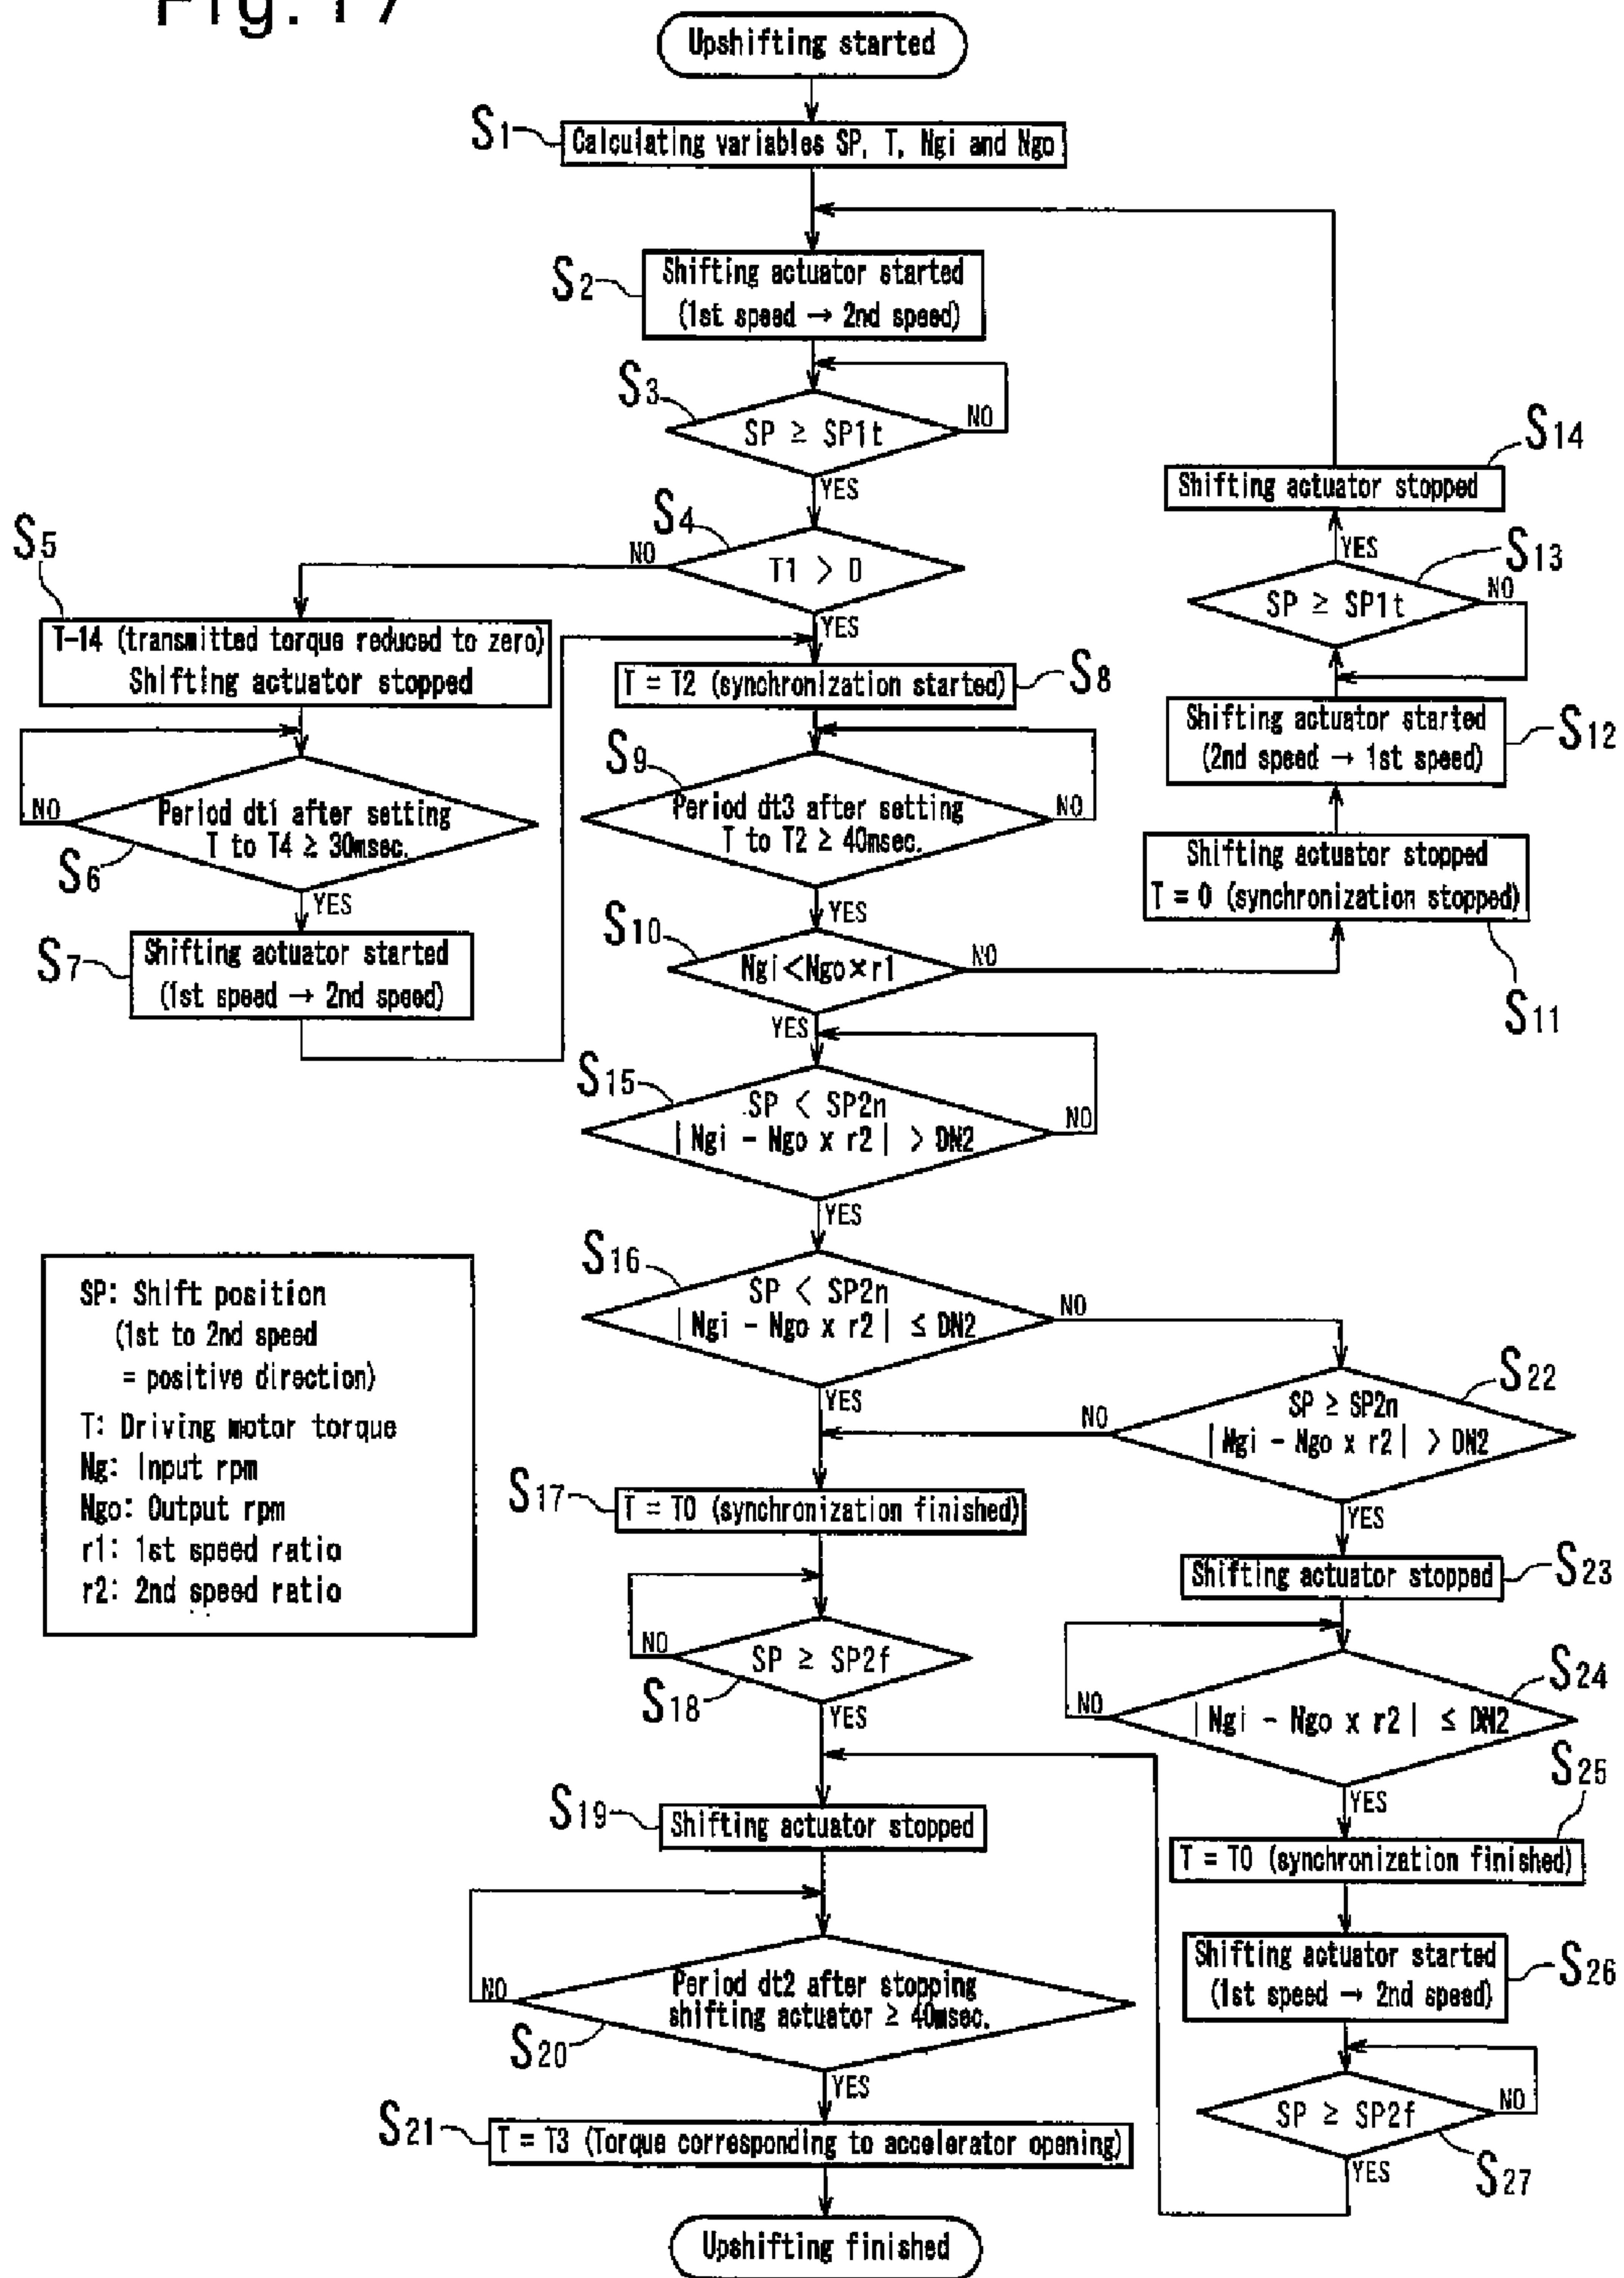 Fig. 17
Upshifting started
S1
Calculating variables SP, T, Ngi and Ngo
S2
Shifting actuator started
(1st speed → 2nd speed)
S3
SP ≥ SP1t
NO
YES
S4
T1 > 0
NO
YES
S5
T-14 (transmitted torque reduced to zero)
Shifting actuator stopped
S6
Period dt1 after setting
T to T4 ≥ 30msec.
NO
YES
S7
Shifting actuator started
(1st speed → 2nd speed)
S8
T = T2 (synchronization started)
S9
Period dt3 after setting
T to T2 ≥ 40msec.
NO
YES
S10
Ngi<Ngo×r1
NO
YES
S11
Shifting actuator stopped
T = 0 (synchronization stopped)
S12
Shifting actuator started
(2nd speed → 1st speed)
S13
SP ≥ SP1t
NO
YES
S14
Shifting actuator stopped
S15
SP < SP2n
| Ngi - Ngo x r2 | > DN2
NO
YES
S16
SP < SP2n
| Ngi - Ngo x r2 | ≤ DN2
NO
YES
S17
T = T0 (synchronization finished)
S18
SP ≥ SP2f
NO
YES
S19
Shifting actuator stopped
S20
Period dt2 after stopping
shifting actuator ≥ 40msec.
NO
YES
S21
T = T3 (Torque corresponding to accelerator opening)
Upshifting finished
S22
SP ≥ SP2n
| Ngi - Ngo x r2 | > DN2
NO
YES
S23
Shifting actuator stopped
S24
| Ngi - Ngo x r2 | ≤ DN2
NO
YES
S25
T = T0 (synchronization finished)
S26
Shifting actuator started
(1st speed → 2nd speed)
S27
SP ≥ SP2f
NO
YES
SP: Shift position
(1st to 2nd speed
= positive direction)
T: Driving motor torque
Ng: Input rpm
Ngo: Output rpm
r1: 1st speed ratio
r2: 2nd speed ratio